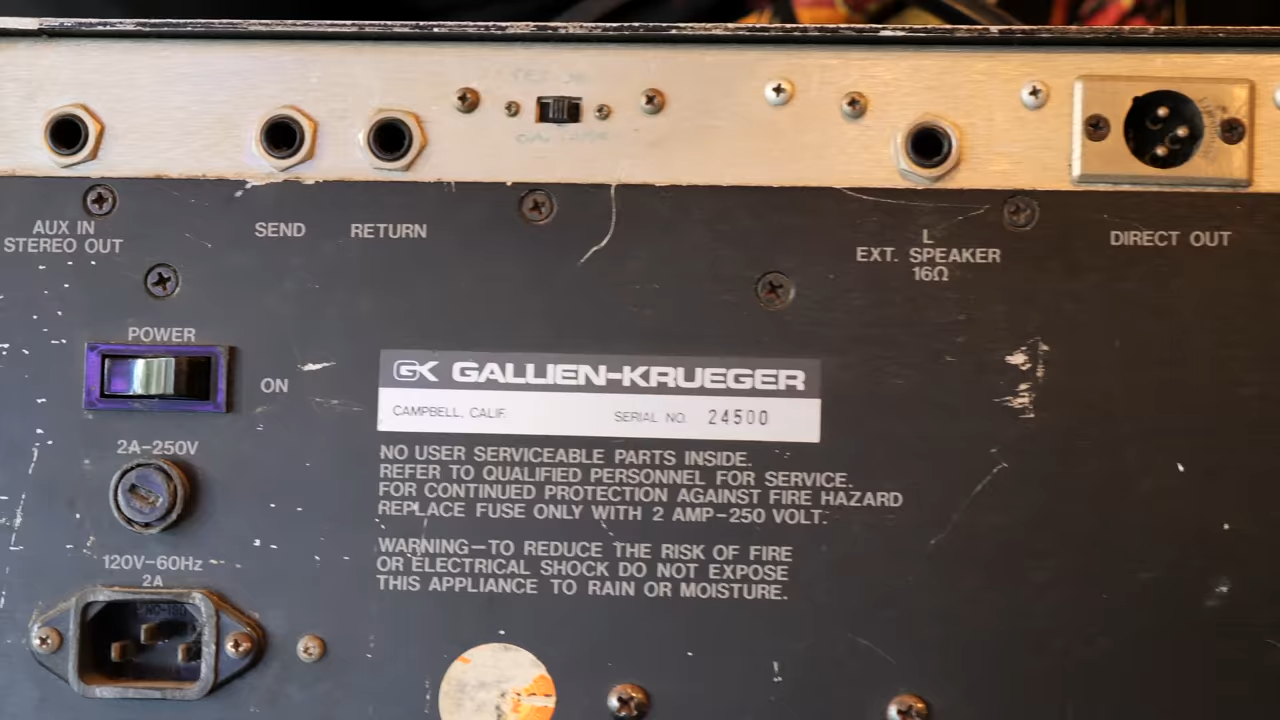 AUX IN
STEREO OUT
SEND
RETURN
L
EXT. SPEAKER
16Ω
DIRECT OUT
POWER
ON
2A-250V
120V-60Hz
2A
GK GALLIEN-KRUEGER
CAMPBELL, CALIF. SERIAL NO. 24500
NO USER SERVICEABLE PARTS INSIDE.
REFER TO QUALIFIED PERSONNEL FOR SERVICE.
FOR CONTINUED PROTECTION AGAINST FIRE HAZARD
REPLACE FUSE ONLY WITH 2 AMP-250 VOLT.
WARNING-TO REDUCE THE RISK OF FIRE
OR ELECTRICAL SHOCK DO NOT EXPOSE
THIS APPLIANCE TO RAIN OR MOISTURE.